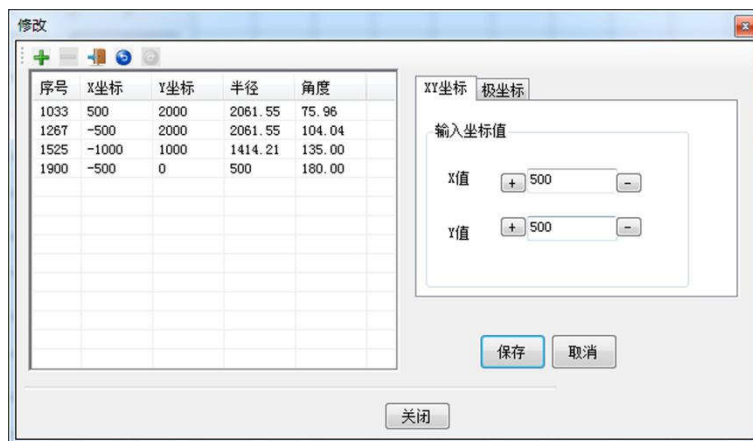 修改
序号 X坐标 Y坐标 半径 角度
1033 500 2000 2061.55 75.96
1267 -500 2000 2061.55 104.04
1525 -1000 1000 1414.21 135.00
1900 -500 0 500 180.00
XY坐标 极坐标
输入坐标值
X值 + 500 -
Y值 + 500 -
保存 取消
关闭